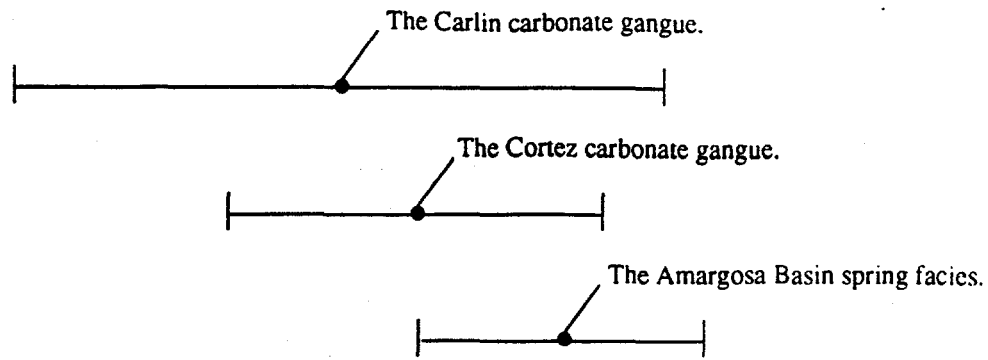 The Carlin carbonate gangue.
The Cortez carbonate gangue.
The Amargosa Basin spring facies.